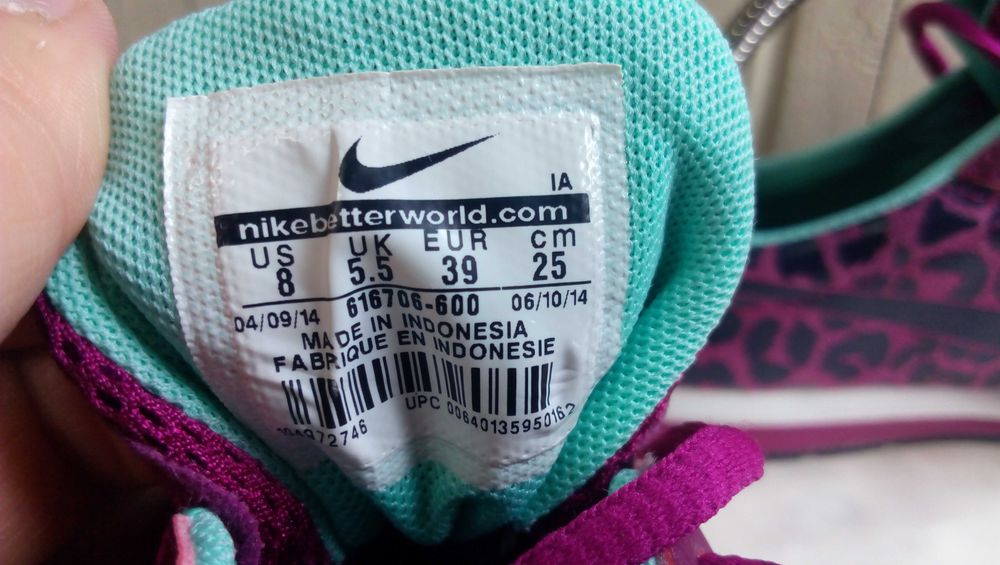 IA
nikebetterworld.com
US UK EUR cm
8 5.5 39 25
04/09/14 616706-600 06/10/14
MADE IN INDONESIA
FABRIQUE EN INDONESIE
UPC 00640135950162